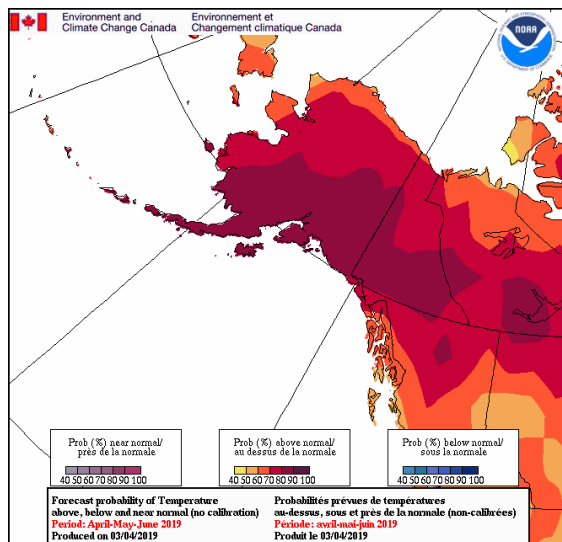 Environment and
Climate Change Canada
Environnement et
Changement climatique Canada
NOAA
Prob (%) near normal/
près de la normale
40 50 60 70 80 90 100
Prob (%) above normal/
au dessus de la normale
40 50 60 70 80 90 100
Prob (%) below normal/
sous la normale
40 50 60 70 80 90 100
Forecast probability of Temperature
above, below and near normal (no calibration)
Period: April-May-June 2019
Produced on 03/04/2019
Probabilités prévues de températures
au-dessus, sous et près de la normale (non-calibrées)
Période: avril-mai-juin 2019
Produit le 03/04/2019